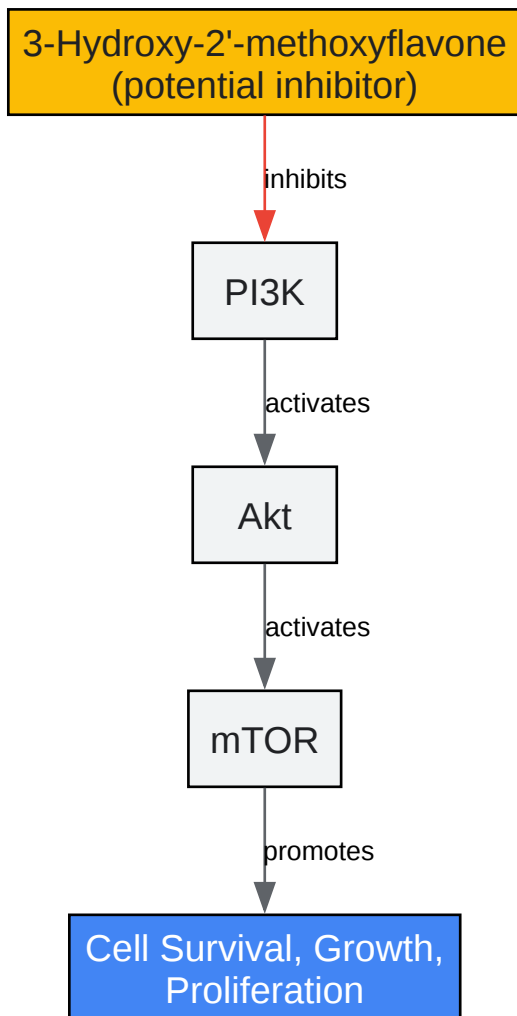 3-Hydroxy-2'-methoxyflavone
(potential inhibitor)
inhibits
PI3K
activates
Akt
activates
mTOR
promotes
Cell Survival, Growth,
Proliferation